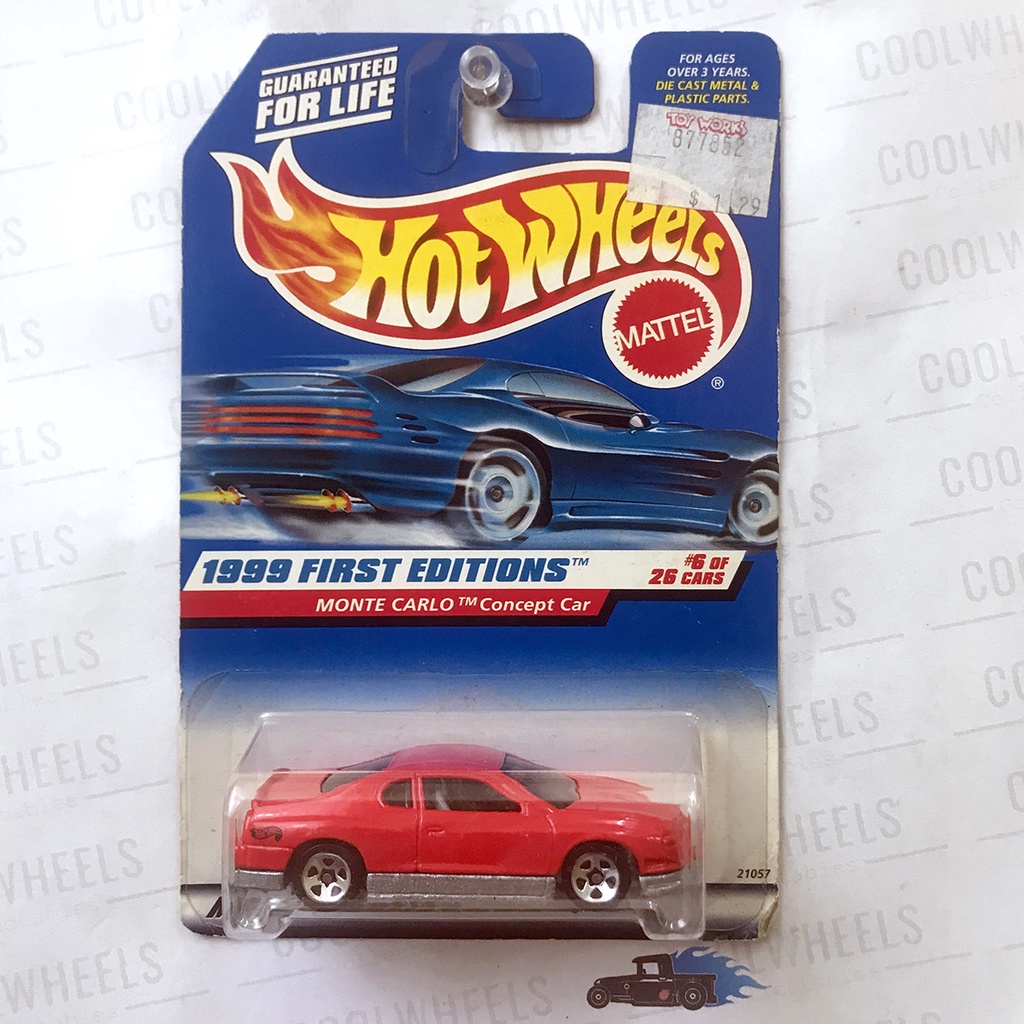 GUARANTEED
FOR LIFE
FOR AGES
OVER 3 YEARS.
DIE CAST METAL &
PLASTIC PARTS.
TOY WORKS
877852
$ 1.29
HOT WHEELS
MATTEL
®
1999 FIRST EDITIONS™
#6 OF
26 CARS
MONTE CARLO™ Concept Car
21057
COOLWHEELS